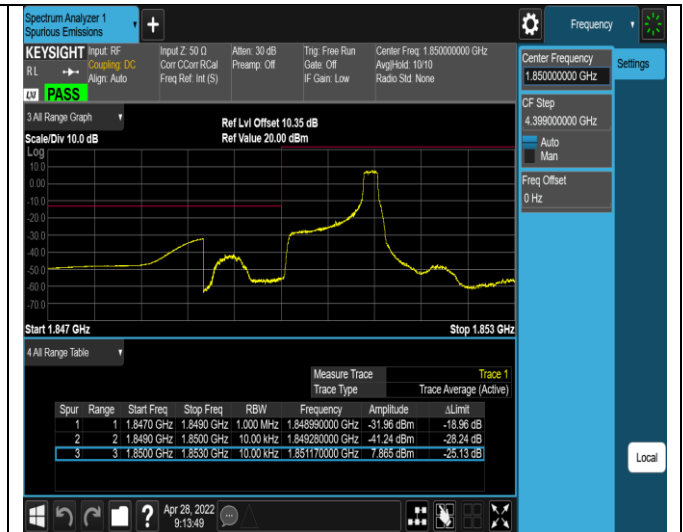 Spectrum Analyzer 1
Spurious Emissions
Frequency
KEYSIGHT
RL
LXI PASS
Input: RF
Coupling: DC
Align: Auto
Input Z: 50 Ω
Corr CCorr RCal
Freq Ref: Int (S)
Atten: 30 dB
Preamp: Off
Trig: Free Run
Gate: Off
IF Gain: Low
Center Freq: 1.850000000 GHz
Avg|Hold: 10/10
Radio Std: None
Center Frequency
1.850000000 GHz
Settings
CF Step
4.399000000 GHz
Auto
Man
Freq Offset
0 Hz
3 All Range Graph
Scale/Div 10.0 dB
Ref Lvl Offset 10.35 dB
Ref Value 20.00 dBm
Log
10.0
0.00
-10.0
-20.0
-30.0
-40.0
-50.0
-60.0
-70.0
Start 1.847 GHz
Stop 1.853 GHz
4 All Range Table
Measure Trace Trace 1
Trace Type Trace Average (Active)
Spur Range Start Freq Stop Freq RBW Frequency Amplitude ΔLimit
1 1 1.8470 GHz 1.8490 GHz 1.000 MHz 1.848990000 GHz -31.96 dBm -18.96 dB
2 2 1.8490 GHz 1.8500 GHz 10.00 kHz 1.849280000 GHz -41.24 dBm -28.24 dB
3 3 1.8500 GHz 1.8530 GHz 10.00 kHz 1.851170000 GHz 7.865 dBm -25.13 dB
Local
?
Apr 28, 2022
9:13:49